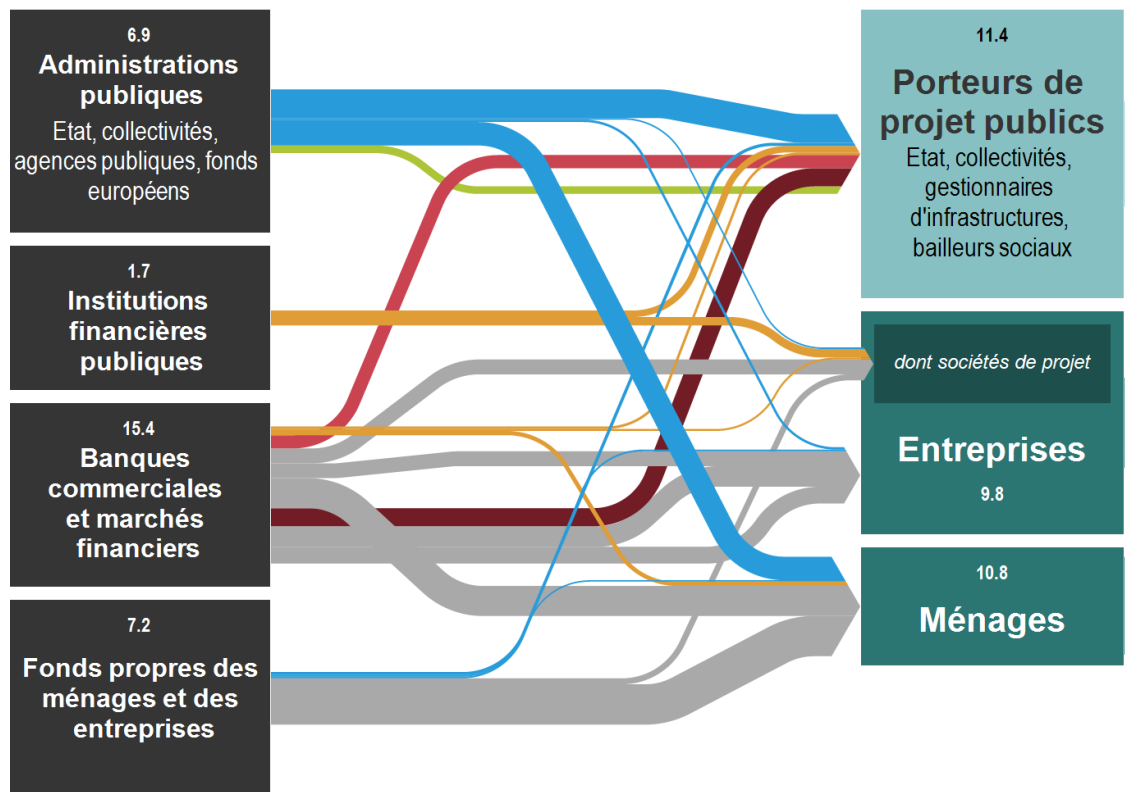 6.9
Administrations
publiques
Etat, collectivités,
agences publiques, fonds
européens
1.7
Institutions
financières
publiques
15.4
Banques
commerciales
et marchés
financiers
7.2
Fonds propres des
ménages et des
entreprises
11.4
Porteurs de
projet publics
Etat, collectivités,
gestionnaires
d'infrastructures,
bailleurs sociaux
dont sociétés de projet
Entreprises
9.8
10.8
Ménages